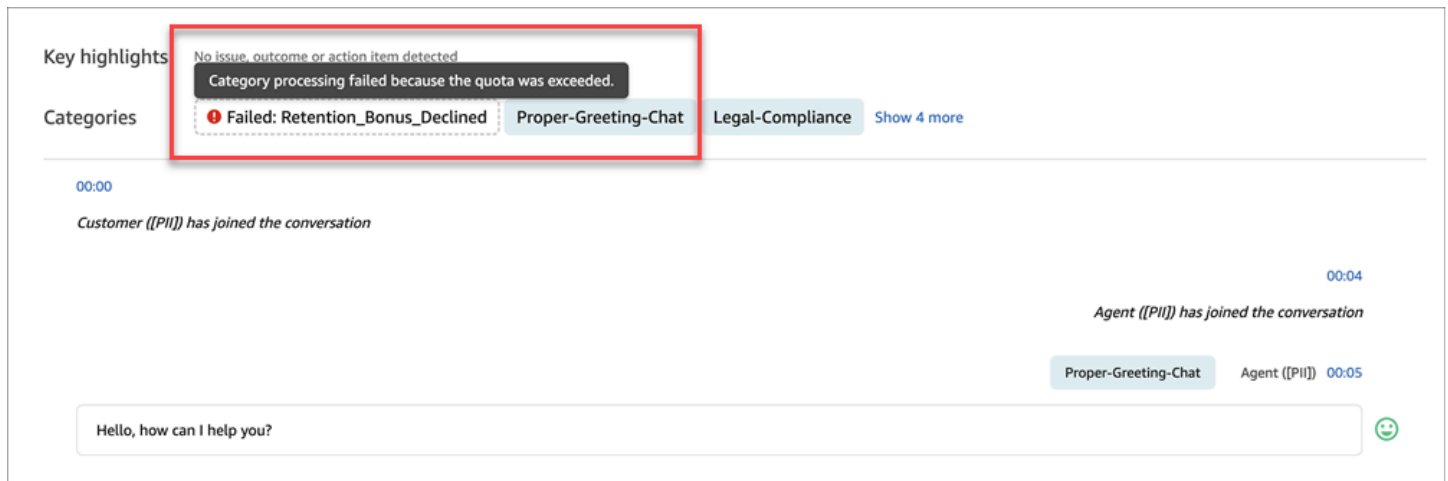 Key highlights No issue, outcome or action item detected
Category processing failed because the quota was exceeded.
Categories Failed: Retention_Bonus_Declined Proper-Greeting-Chat Legal-Compliance Show 4 more
00:00
Customer ([PII]) has joined the conversation
00:04
Agent ([PII]) has joined the conversation
Proper-Greeting-Chat Agent ([PII]) 00:05
Hello, how can I help you?